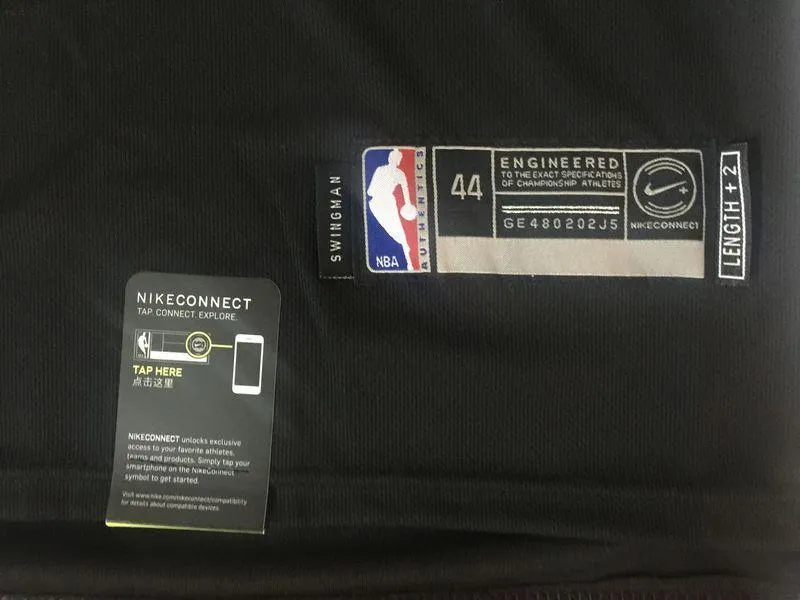 SWINGMAN
NBA
AUTHENTICS
44
ENGINEERED
TO THE EXACT SPECIFICATIONS
OF CHAMPIONSHIP ATHLETES
GE480202J5
NIKECONNECT
LENGTH + 2
NIKECONNECT
TAP. CONNECT. EXPLORE.
TAP HERE
点击这里
NIKECONNECT unlocks exclusive
access to your favorite athletes,
teams and products. Simply tap your
smartphone on the NikeConnect
symbol to get started.
Visit www.nike.com/nikeconnect/compatibility
for details about compatible devices.